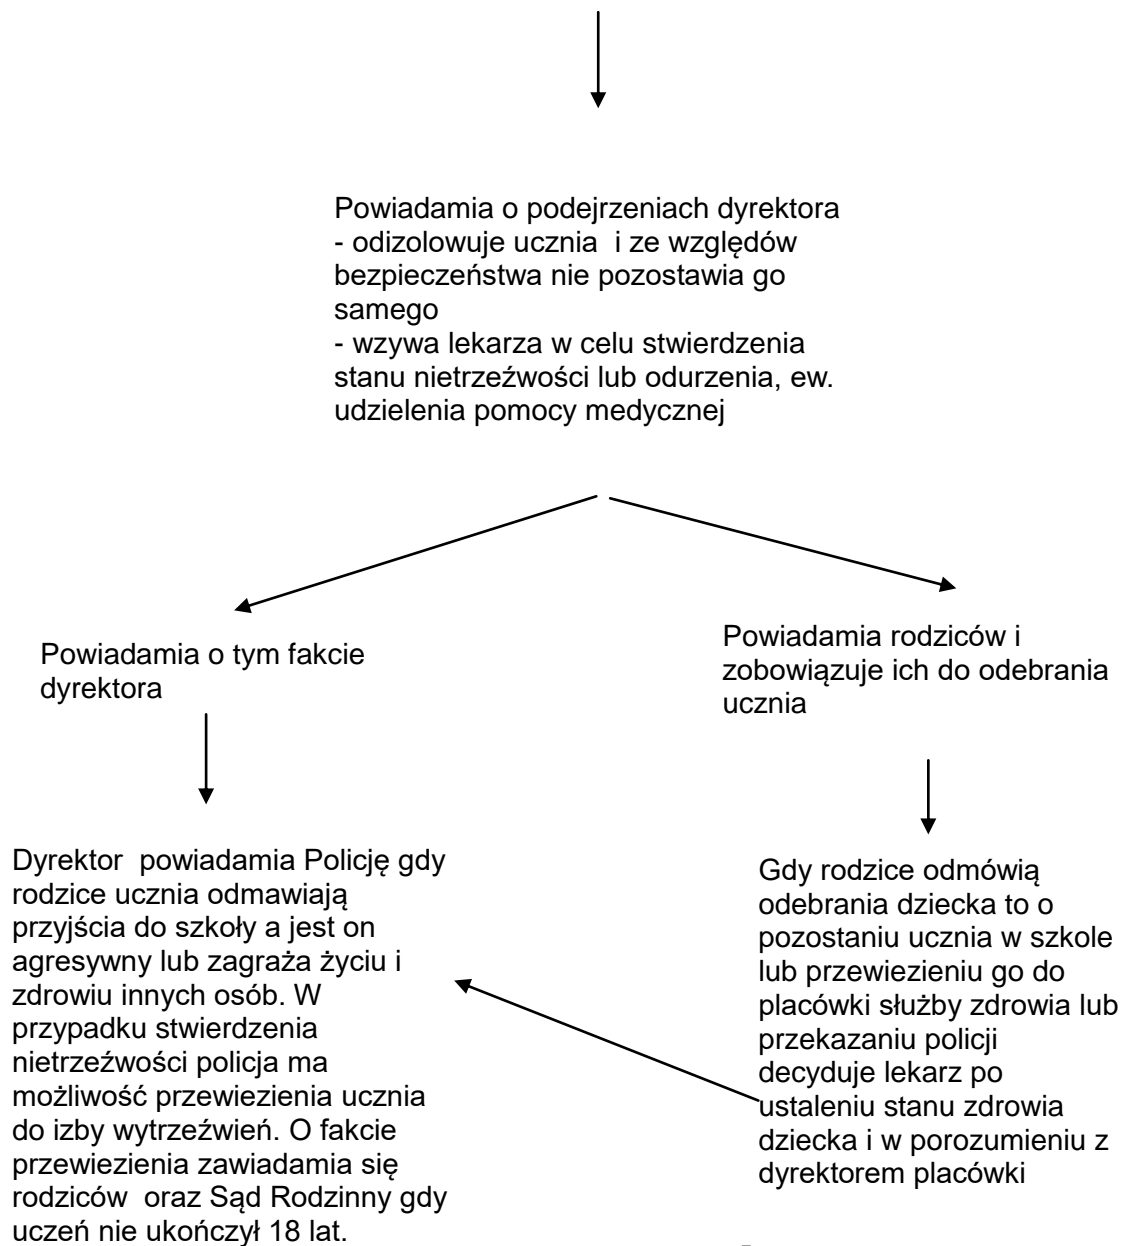 Powiadamia o podejrzeniach dyrektora
- odizolowuje ucznia  i ze względów
bezpieczeństwa nie pozostawia go
samego
- wzywa lekarza w celu stwierdzenia
stanu nietrzeźwości lub odurzenia, ew.
udzielenia pomocy medycznej
Powiadamia o tym fakcie
dyrektora
Powiadamia rodziców i
zobowiązuje ich do odebrania
ucznia
Dyrektor  powiadamia Policję gdy
rodzice ucznia odmawiają
przyjścia do szkoły a jest on
agresywny lub zagraża życiu i
zdrowiu innych osób. W
przypadku stwierdzenia
nietrzeźwości policja ma
możliwość przewiezienia ucznia
do izby wytrzeźwień. O fakcie
przewiezienia zawiadamia się
rodziców  oraz Sąd Rodzinny gdy
uczeń nie ukończył 18 lat.
Gdy rodzice odmówią
odebrania dziecka to o
pozostaniu ucznia w szkole
lub przewiezieniu go do
placówki służby zdrowia lub
przekazaniu policji
decyduje lekarz po
ustaleniu stanu zdrowia
dziecka i w porozumieniu z
dyrektorem placówki